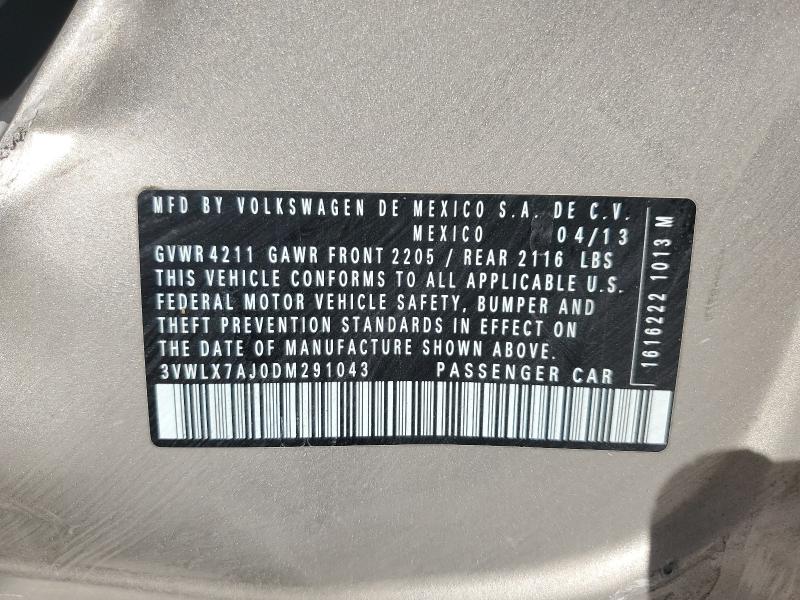 MFD BY VOLKSWAGEN DE MEXICO S.A. DE C.V.
MEXICO 04/13
GVWR 4211 GAWR FRONT 2205 / REAR 2116 LBS
THIS VEHICLE CONFORMS TO ALL APPLICABLE U.S.
FEDERAL MOTOR VEHICLE SAFETY, BUMPER AND
THEFT PREVENTION STANDARDS IN EFFECT ON
THE DATE OF MANUFACTURE SHOWN ABOVE.
3VWLX7AJ0DM291043 PASSENGER CAR
1616222 1013 M